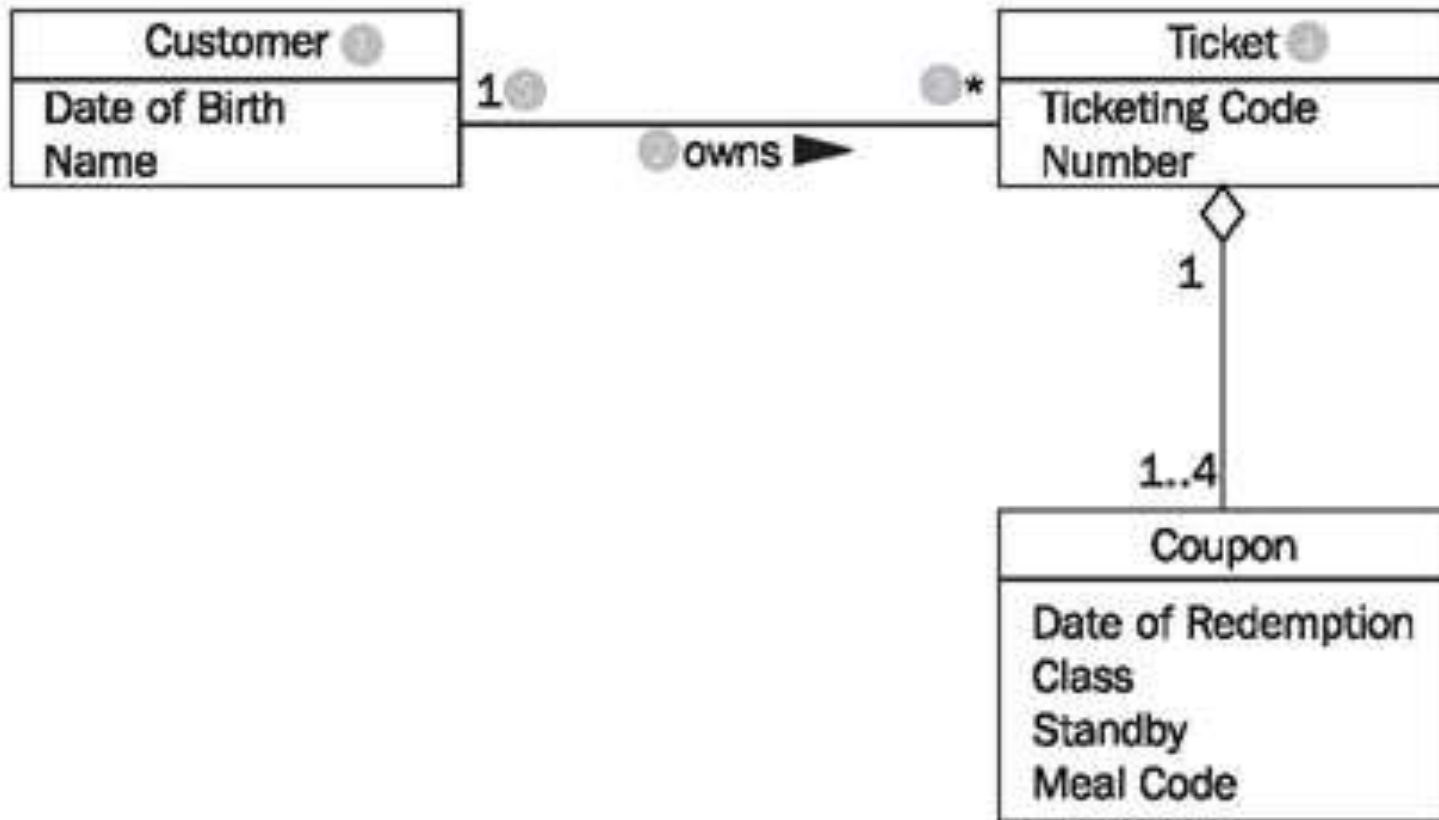 Customer
Date of Birth
Name
1
*
owns
Ticket
Ticketing Code
Number
1
1..4
Coupon
Date of Redemption
Class
Standby
Meal Code